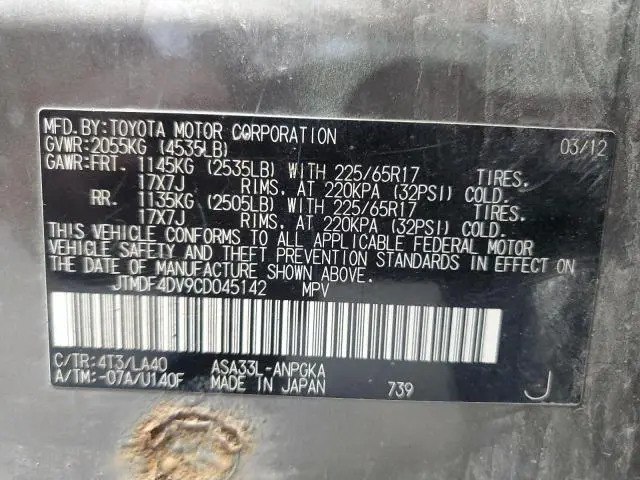 MFD.BY:TOYOTA MOTOR CORPORATION 03/12
GVWR:2055KG (4535LB)
GAWR:FRT. 1145KG (2535LB) WITH 225/65R17 TIRES.
17X7J RIMS, AT 220KPA (32PSI) COLD.
RR. 1135KG (2505LB) WITH 225/65R17 TIRES.
17X7J RIMS, AT 220KPA (32PSI) COLD.
THIS VEHICLE CONFORMS TO ALL APPLICABLE FEDERAL MOTOR
VEHICLE SAFETY AND THEFT PREVENTION STANDARDS IN EFFECT ON
THE DATE OF MANUFACTURE SHOWN ABOVE.
JTMDF4DV9CD045142 MPV
C/TR:4T3/LA40 ASA33L-ANPGKA
A/TM:-07A/U140F MADE IN JAPAN 739 J